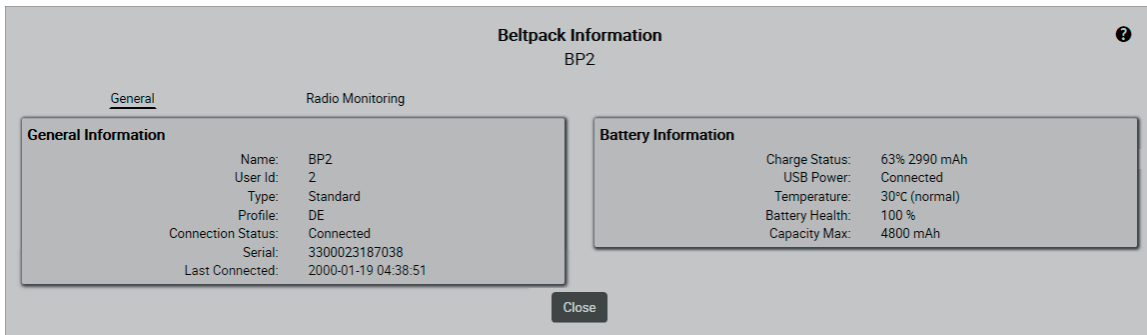 Beltpack Information
BP2
General Radio Monitoring
General Information
Name: BP2
User Id: 2
Type: Standard
Profile: DE
Connection Status: Connected
Serial: 3300023187038
Last Connected: 2000-01-19 04:38:51
Battery Information
Charge Status: 63% 2990 mAh
USB Power: Connected
Temperature: 30°C (normal)
Battery Health: 100 %
Capacity Max: 4800 mAh
Close